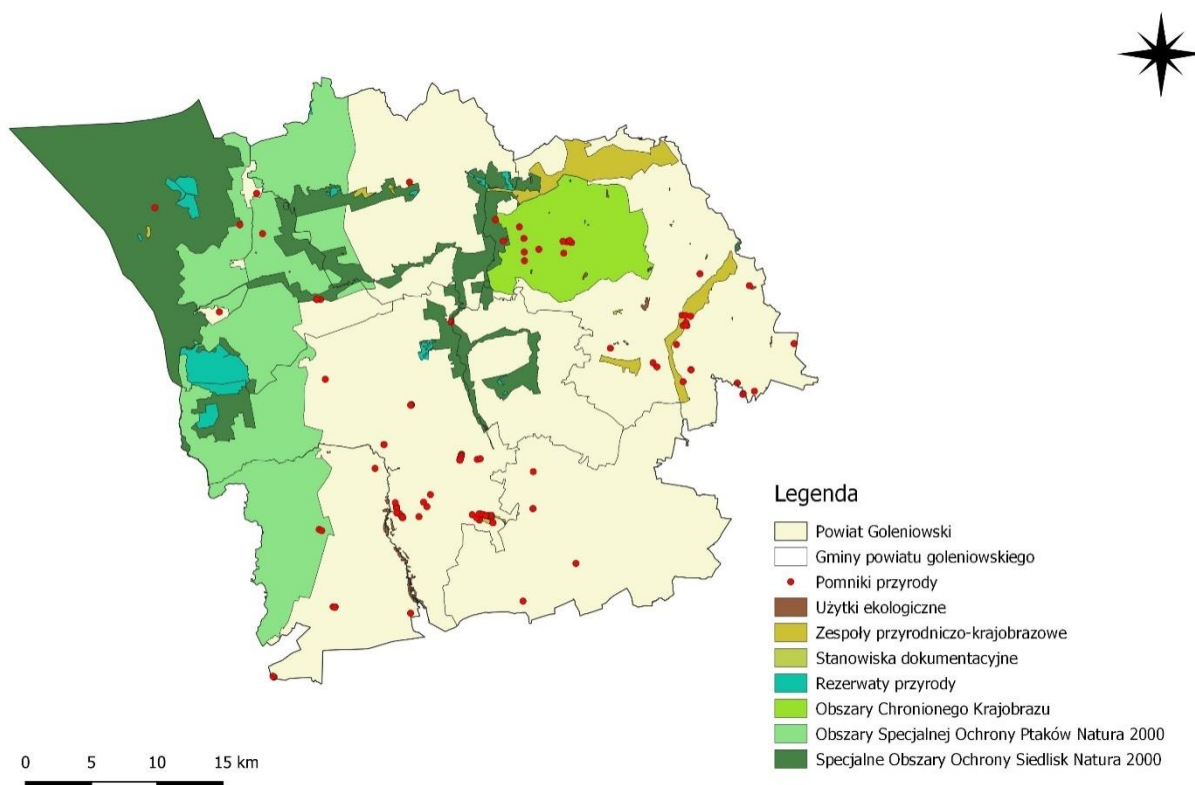 Legenda
Powiat Goleniowski
Gminy powiatu goleniowskiego
Pomniki przyrody
Użytki ekologiczne
Zespoły przyrodniczo-krajobrazowe
Stanowiska dokumentacyjne
Rezerwaty przyrody
Obszary Chronionego Krajobrazu
Obszary Specjalnej Ochrony Ptaków Natura 2000
Specjalne Obszary Ochrony Siedlisk Natura 2000
0 5 10 15 km